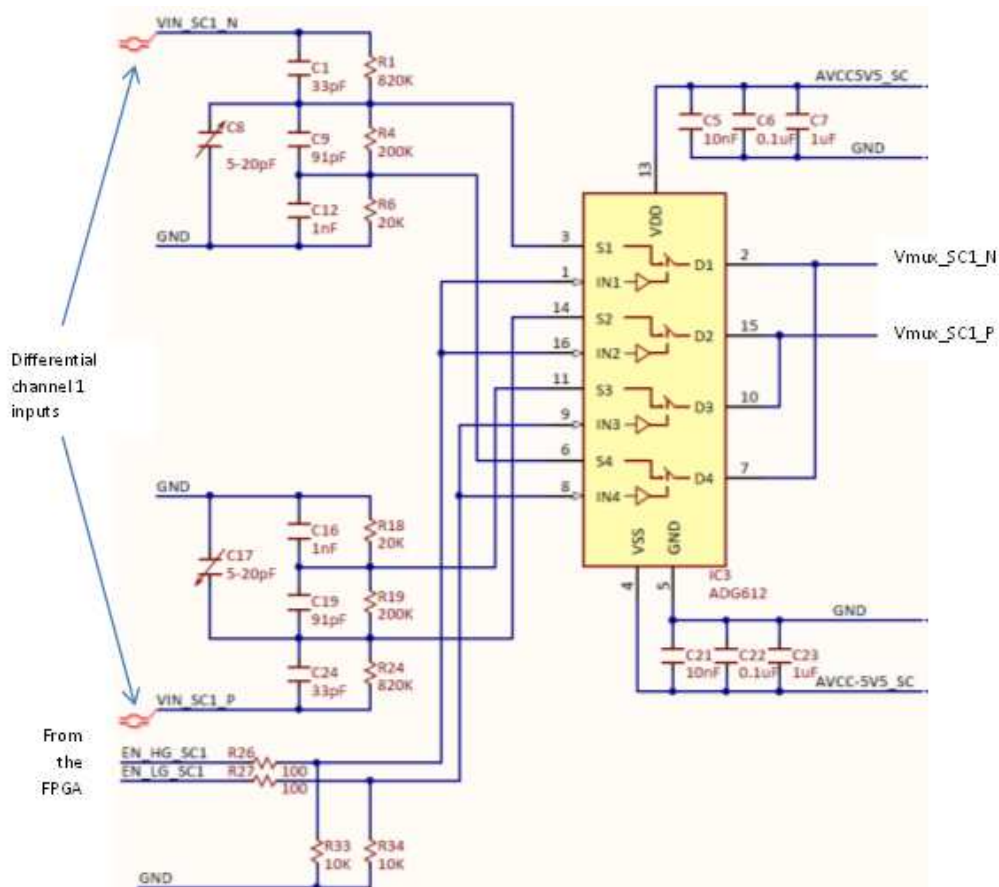 VIN_SC1_N
C1
33pF
R1
820K
C8
5-20pF
C9
91pF
R4
200K
C12
1nF
R6
20K
GND
AVCC5V5_SC
C5
10nF
C6
0.1uF
C7
1uF
GND
13
VDD
3
S1
D1
2
Vmux_SC1_N
1
IN1
14
S2
D2
15
Vmux_SC1_P
16
IN2
11
S3
D3
10
9
IN3
6
S4
D4
7
8
IN4
VSS
GND
4
5
IC3
ADG612
Differential
channel 1
inputs
GND
C16
1nF
R18
20K
C17
5-20pF
C19
91pF
R19
200K
C24
33pF
R24
820K
VIN_SC1_P
GND
C21
10nF
C22
0.1uF
C23
1uF
AVCC-5V5_SC
From
the
FPGA
EN_HG_SC1
R26
100
EN_LG_SC1
R27
100
R33
10K
R34
10K
GND